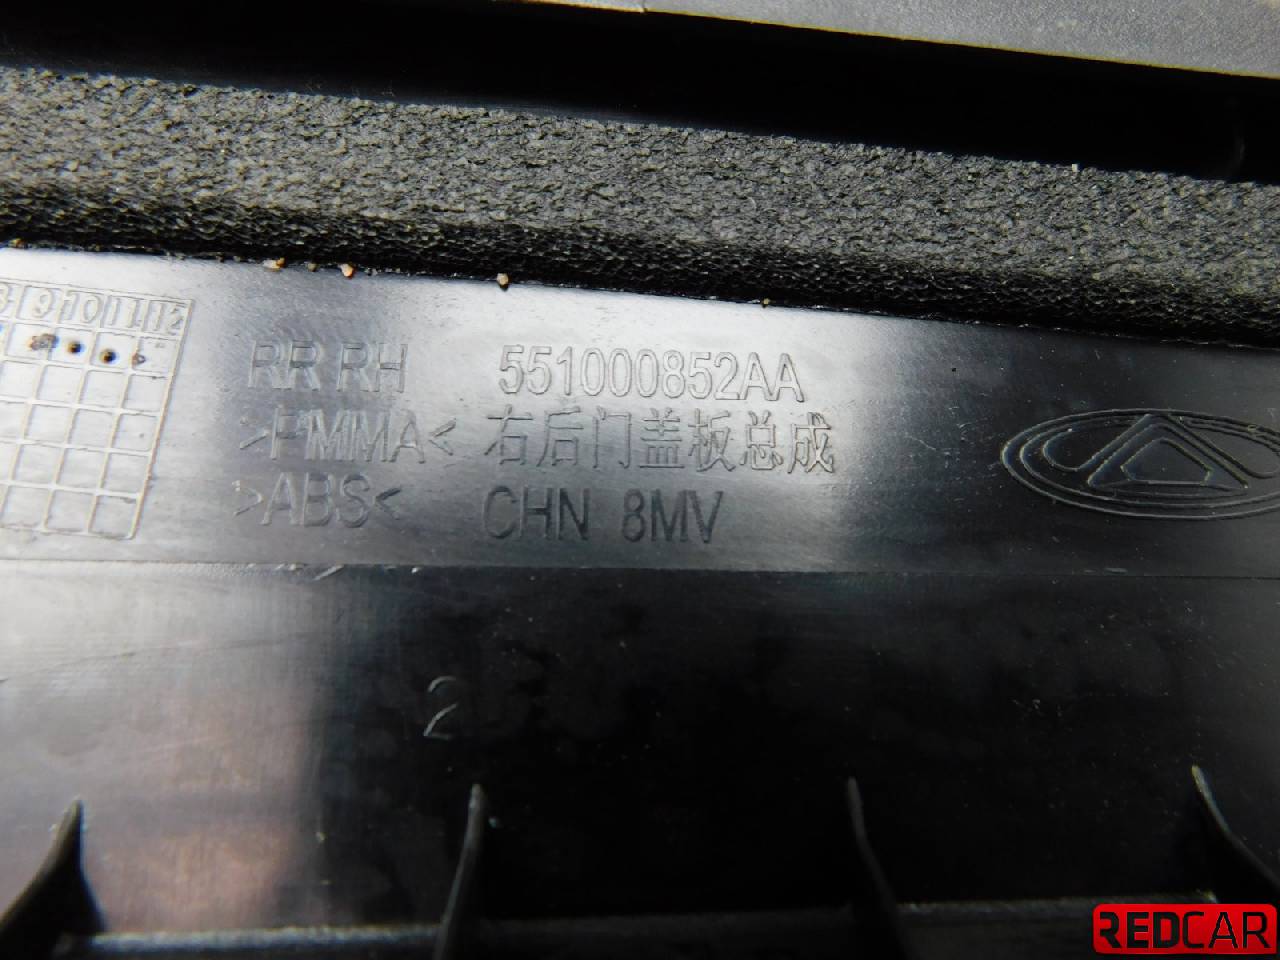 9 10 11 12
RR RH 551000852AA
>PMMA< 右后门盖板总成
>ABS< CHN 8MV
2
REDCAR